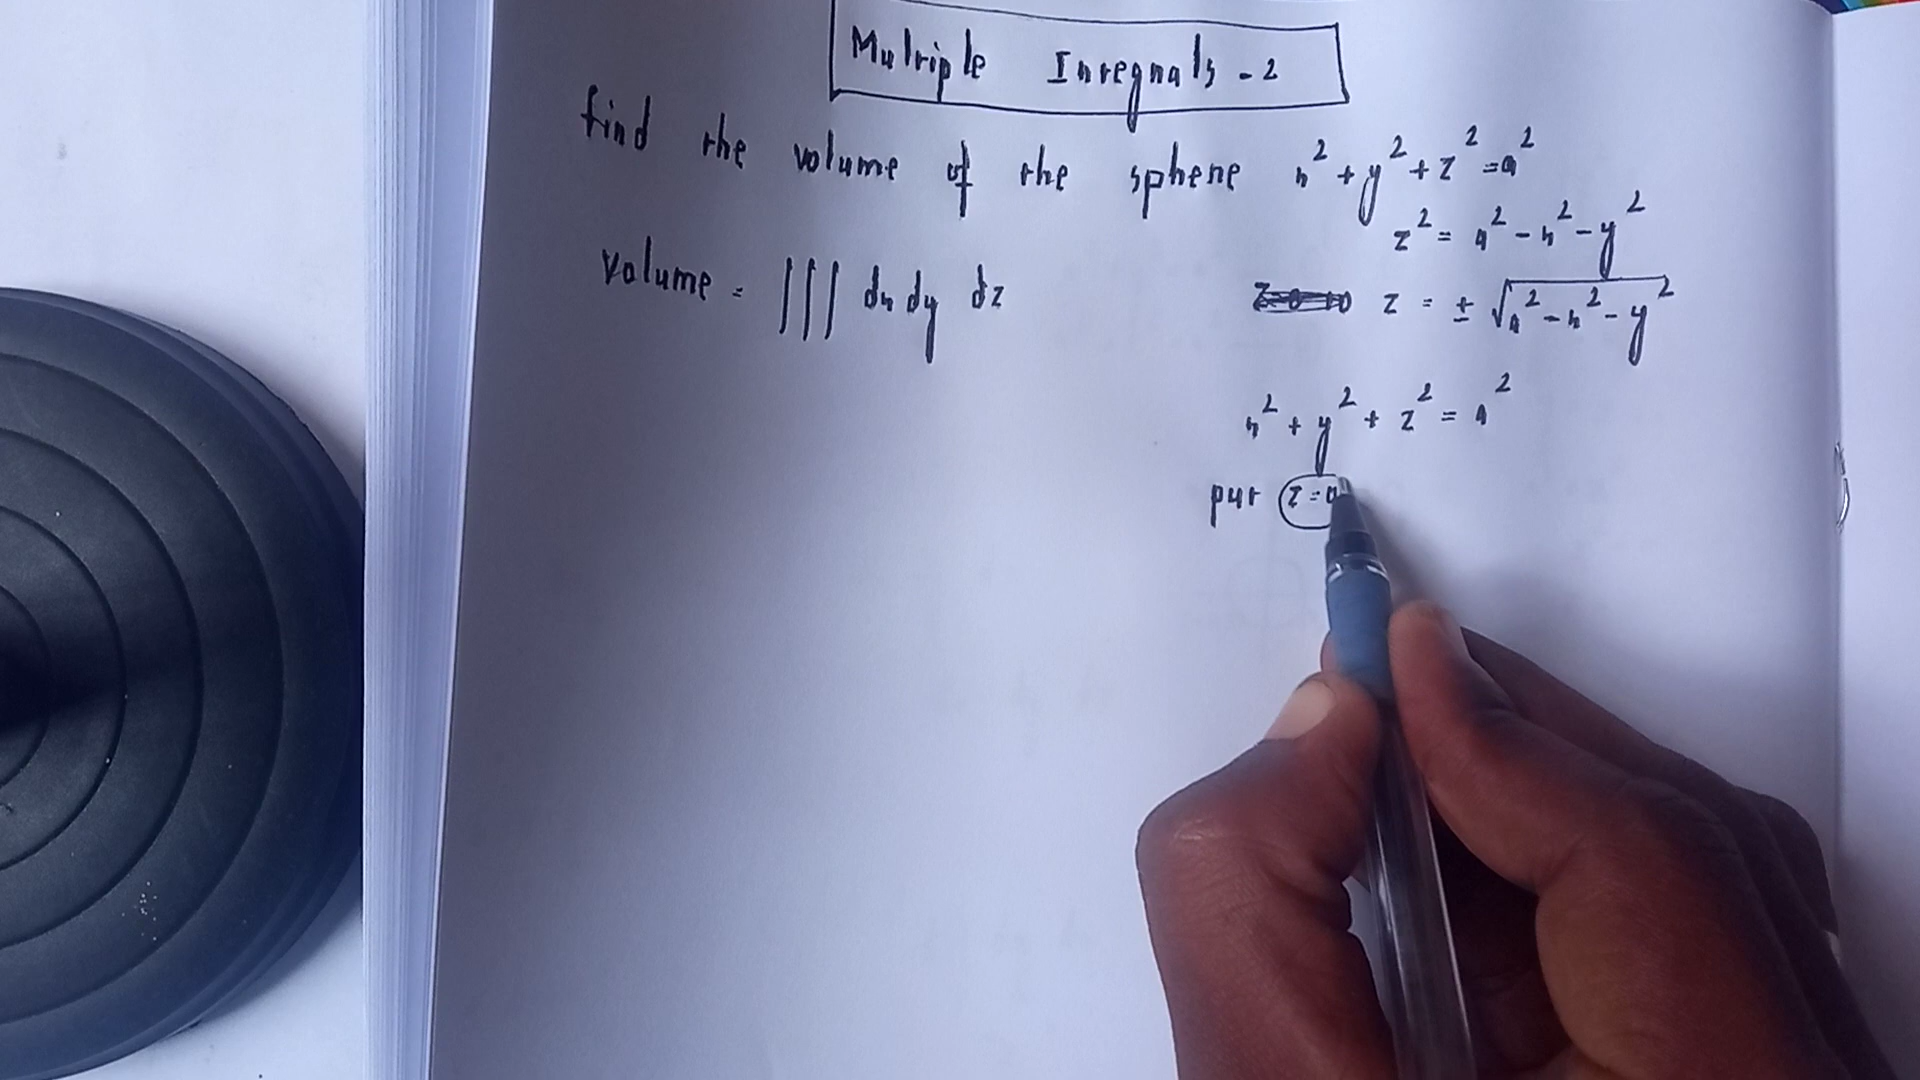 Multiple Integrals - 2
find the volume of the sphere x² + y² + z² = a²
z² = a² - x² - y²
volume = ∫∫∫ dx dy dz
z = ± √a² - x² - y²
x² + y² + z² = a²
put z = 0